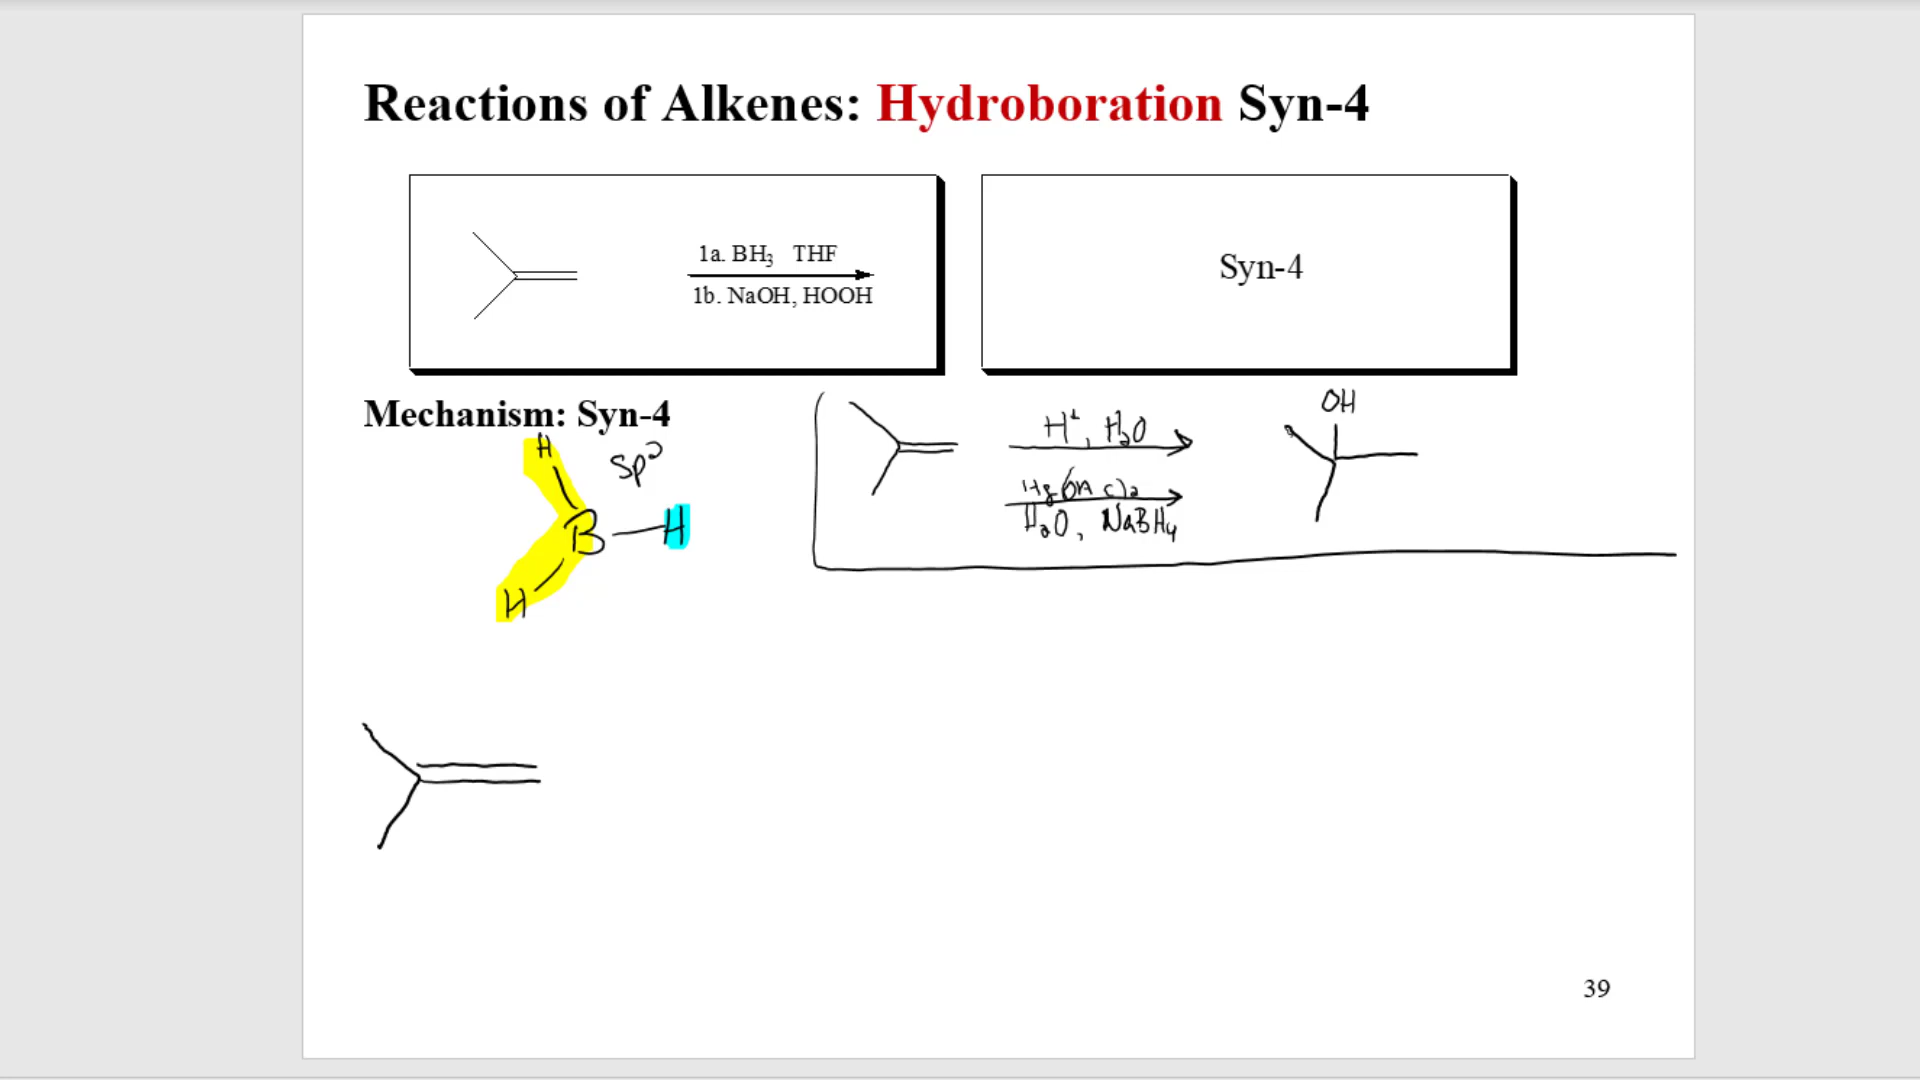 Reactions of Alkenes: Hydroboration Syn-4
1a. BH₃ THF
1b. NaOH, HOOH
Syn-4
Mechanism: Syn-4
H
Sp²
B
H
H
H⁺, H₂O
Hg(OAc)₂
H₂O, NaBH₄
OH
39